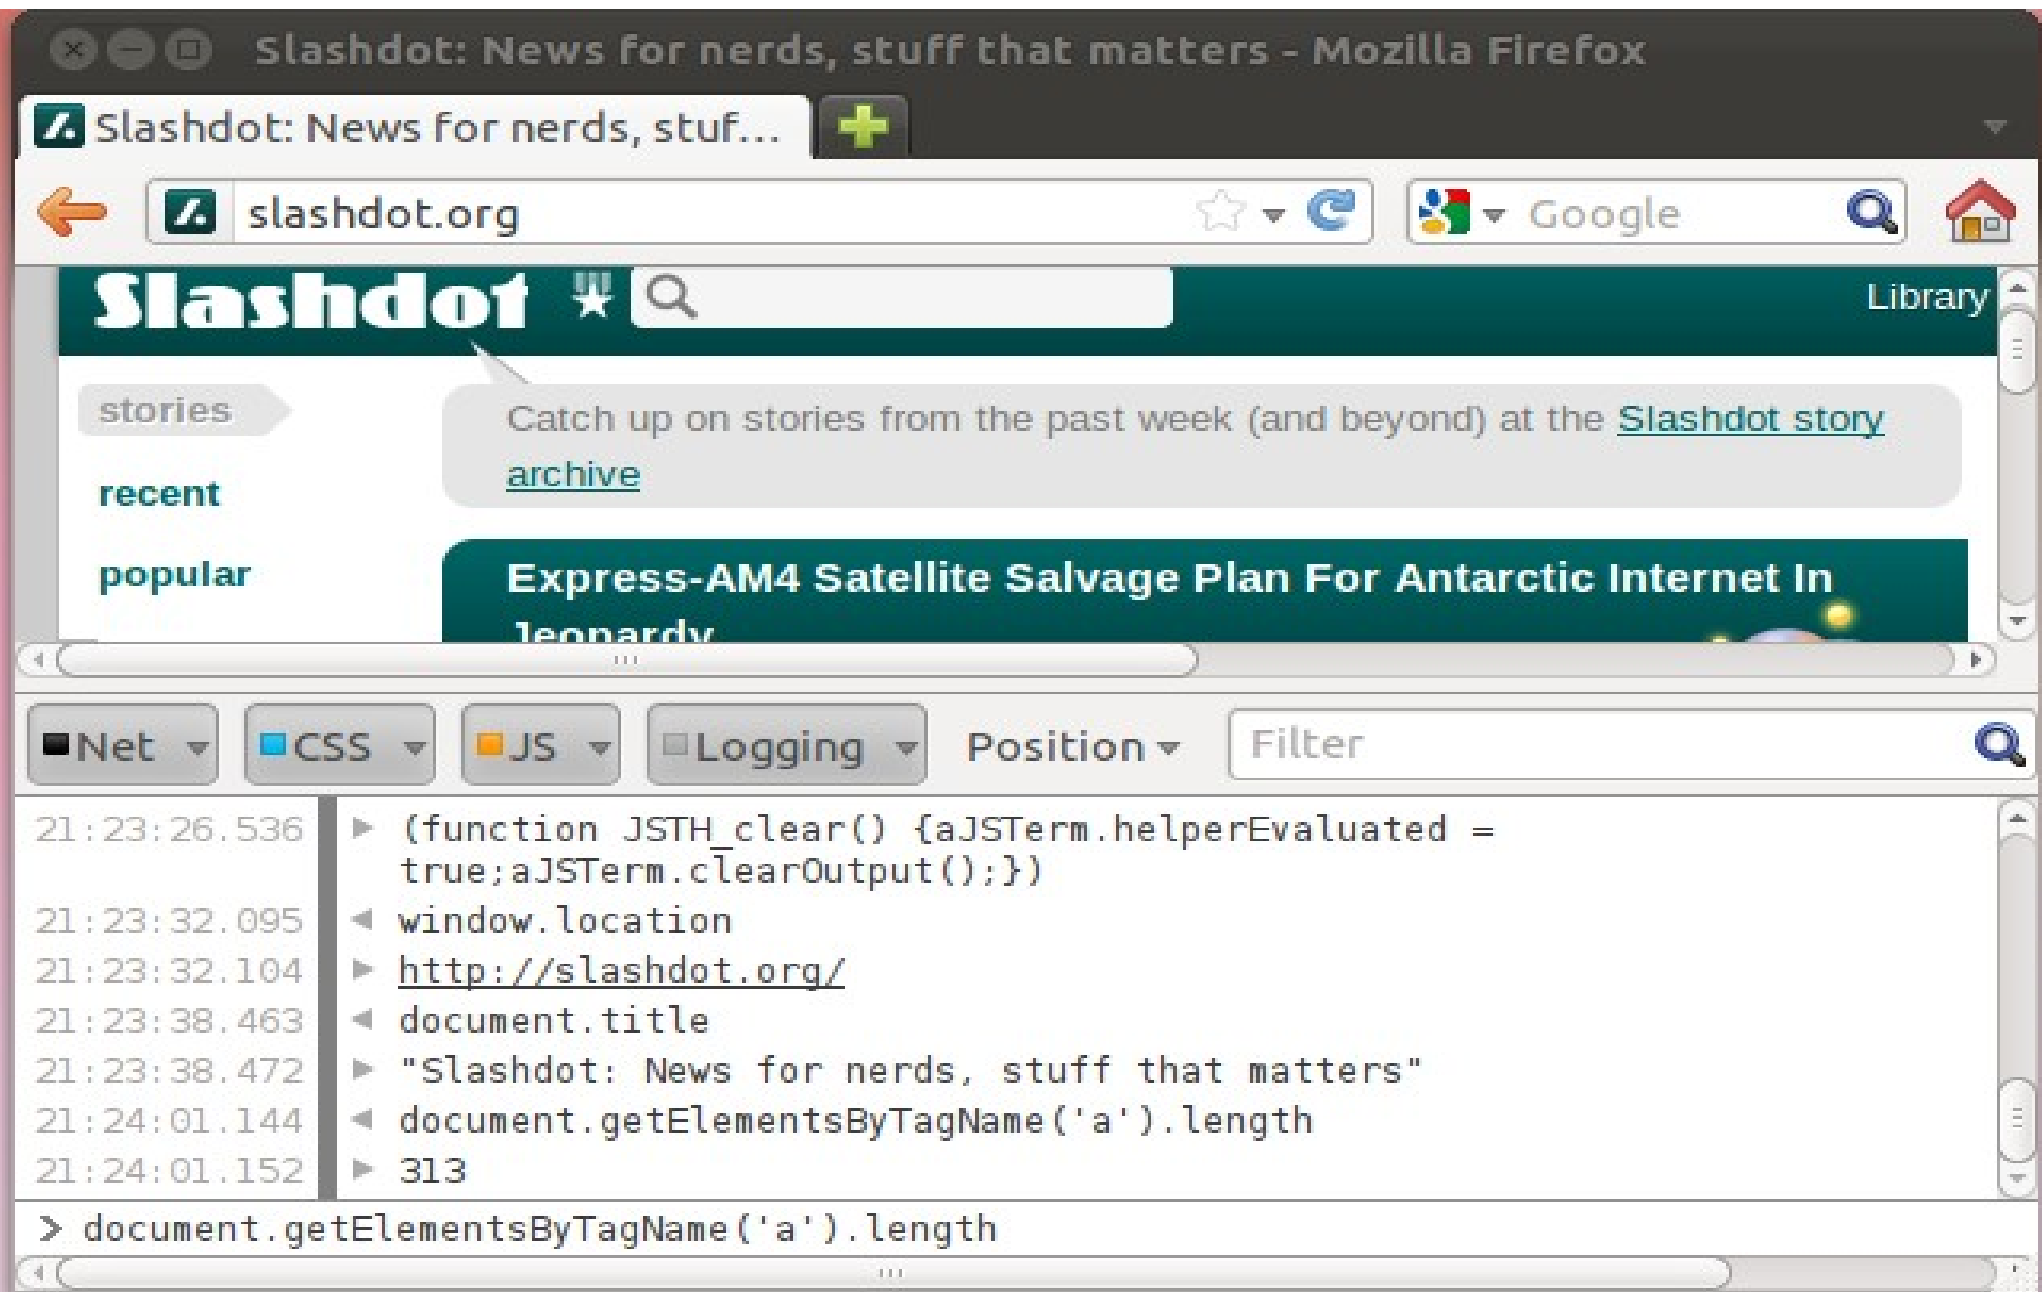 Slashdot: News for nerds, stuff that matters - Mozilla Firefox
Slashdot: News for nerds, stuf...
slashdot.org
Google
Slashdot
Library
stories
Catch up on stories from the past week (and beyond) at the Slashdot story
archive
recent
popular
Express-AM4 Satellite Salvage Plan For Antarctic Internet In
Jeopardy
Net CSS JS Logging Position Filter
21:23:26.536 (function JSTH_clear() {aJSTerm.helperEvaluated =
true;aJSTerm.clearOutput();})
21:23:32.095 window.location
21:23:32.104 http://slashdot.org/
21:23:38.463 document.title
21:23:38.472 "Slashdot: News for nerds, stuff that matters"
21:24:01.144 document.getElementsByTagName('a').length
21:24:01.152 313
> document.getElementsByTagName('a').length